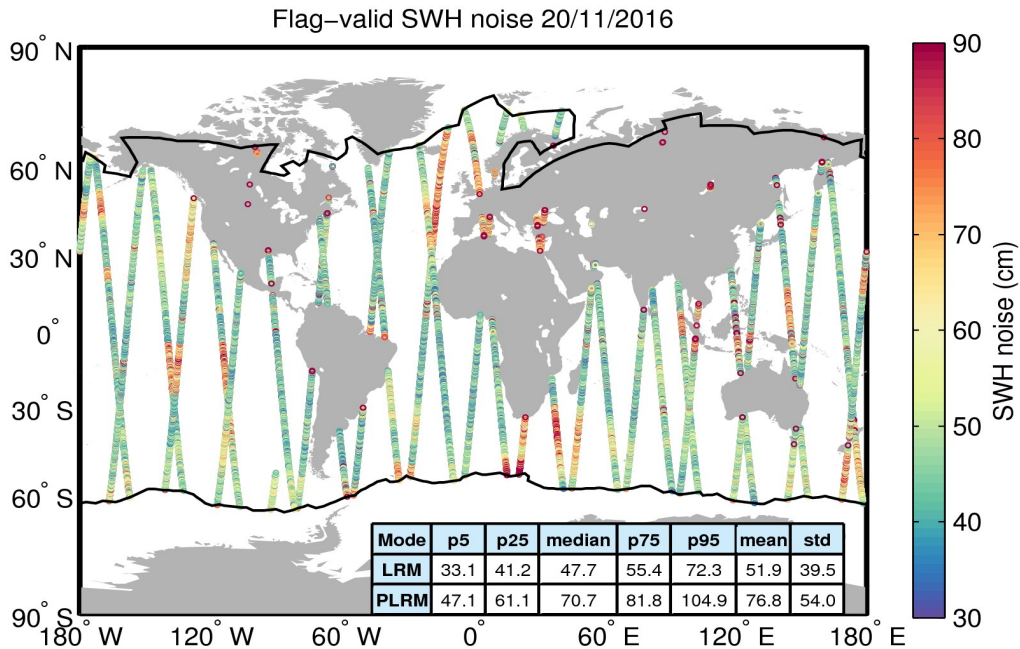 Flag−valid SWH noise 20/11/2016
90° N
60° N
30° N
0°
30° S
60° S
90° S
180° W
120° W
60° W
0°
60° E
120° E
180° E
90
80
70
60
50
40
30
SWH noise (cm)
Mode p5 p25 median p75 p95 mean std
LRM 33.1 41.2 47.7 55.4 72.3 51.9 39.5
PLRM 47.1 61.1 70.7 81.8 104.9 76.8 54.0